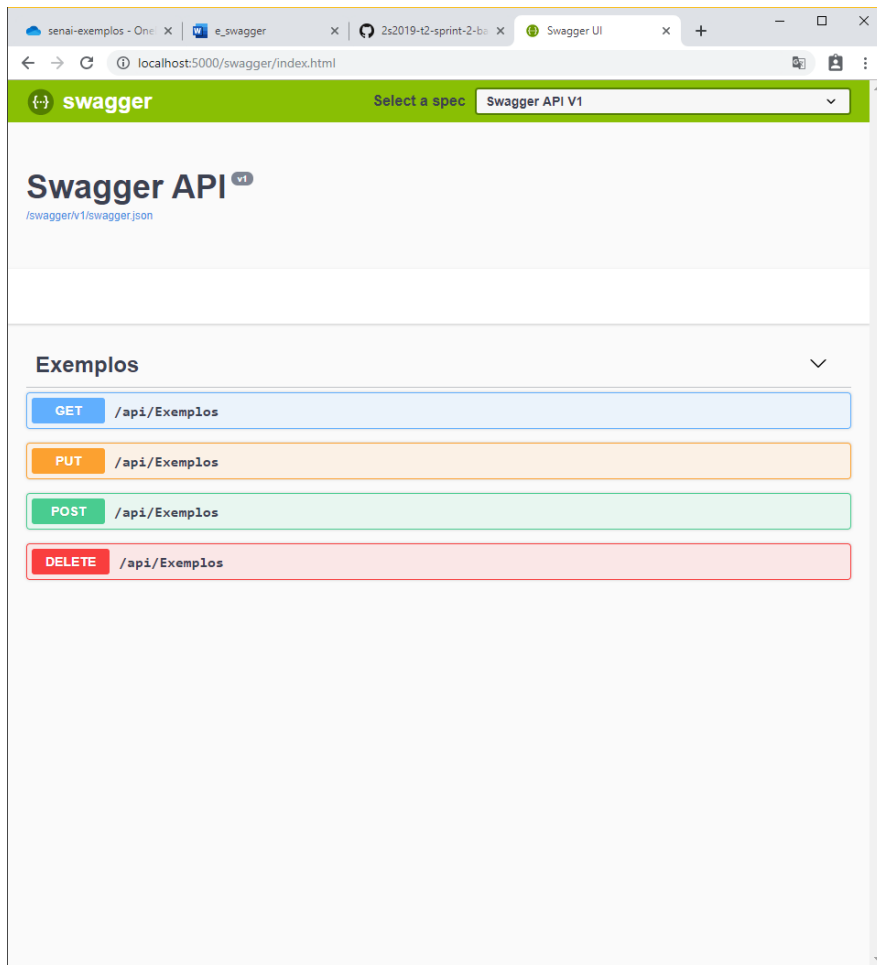 senai-exemplos - One
e_swagger
2s2019-t2-sprint-2-ba
Swagger UI
localhost:5000/swagger/index.html
swagger
Select a spec
Swagger API V1
Swagger API v1
/swagger/v1/swagger.json
Exemplos
GET /api/Exemplos
PUT /api/Exemplos
POST /api/Exemplos
DELETE /api/Exemplos